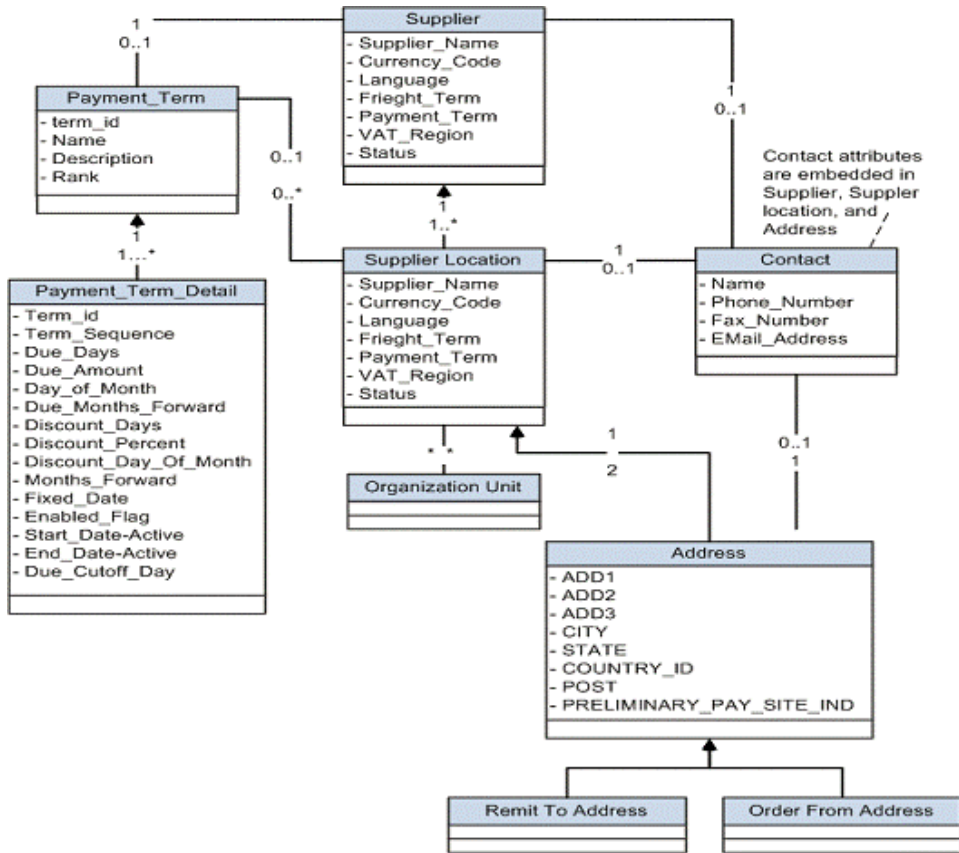 Supplier
- Supplier_Name
- Currency_Code
- Language
- Frieght_Term
- Payment_Term
- VAT_Region
- Status
1
0..1
Payment_Term
- term_id
- Name
- Description
- Rank
1
0..1
0..1
0..*
Contact attributes
are embedded in
Supplier, Suppler
location, and
Address
1
1..*
1
1...*
Supplier Location
- Supplier_Name
- Currency_Code
- Language
- Frieght_Term
- Payment_Term
- VAT_Region
- Status
1
0..1
Contact
- Name
- Phone_Number
- Fax_Number
- EMail_Address
Payment_Term_Detail
- Term_id
- Term_Sequence
- Due_Days
- Due_Amount
- Day_of_Month
- Due_Months_Forward
- Discount_Days
- Discount_Percent
- Discount_Day_Of_Month
- Months_Forward
- Fixed_Date
- Enabled_Flag
- Start_Date-Active
- End_Date-Active
- Due_Cutoff_Day
* *
Organization Unit
1
2
0..1
1
Address
- ADD1
- ADD2
- ADD3
- CITY
- STATE
- COUNTRY_ID
- POST
- PRELIMINARY_PAY_SITE_IND
Remit To Address
Order From Address